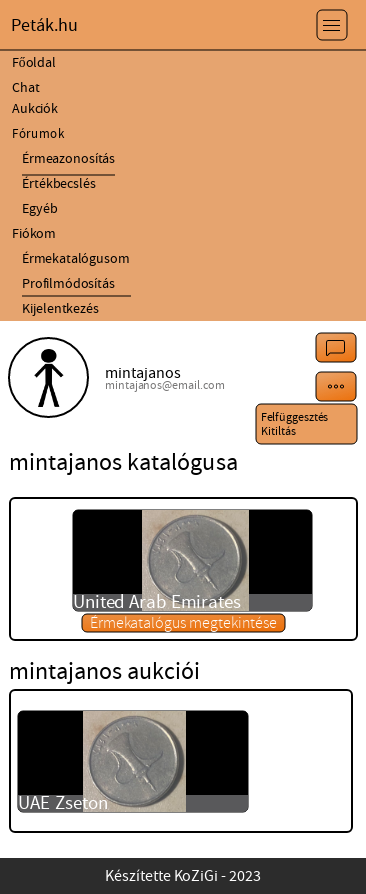 Peták.hu
Főoldal
Chat
Aukciók
Fórumok
Érmeazonosítás
Értékbecslés
Egyéb
Fiókom
Érmekatalógusom
Profilmódosítás
Kijelentkezés
mintajanos
mintajanos@email.com
Felfüggesztés
Kitiltás
mintajanos katalógusa
United Arab Emirates
Érmekatalógus megtekintése
mintajanos aukciói
UAE Zseton
Készítette KoZiGi - 2023